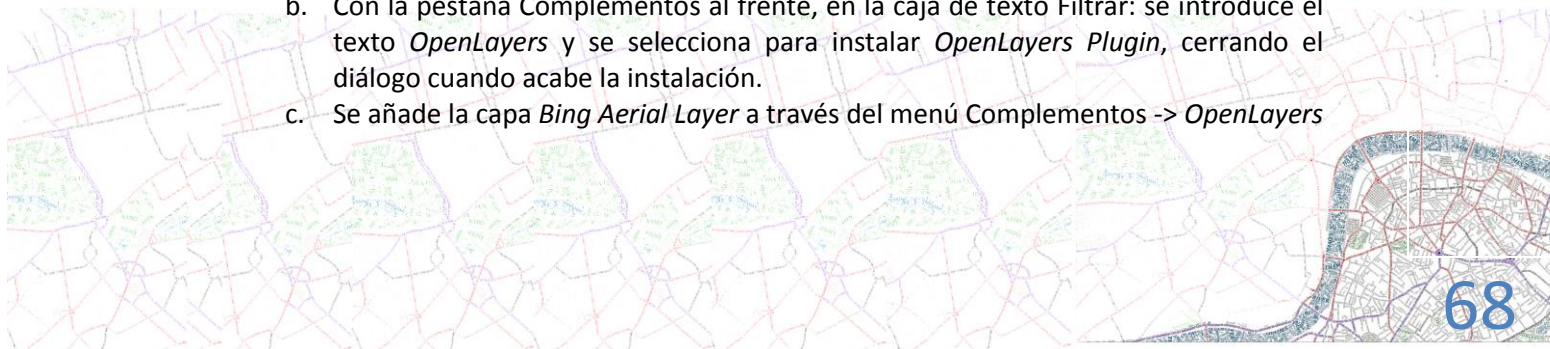 b. Con la pestaña Complementos al frente, en la caja de texto Filtrar: se introduce el
texto OpenLayers y se selecciona para instalar OpenLayers Plugin, cerrando el
diálogo cuando acabe la instalación.
c. Se añade la capa Bing Aerial Layer a través del menú Complementos -> OpenLayers
68